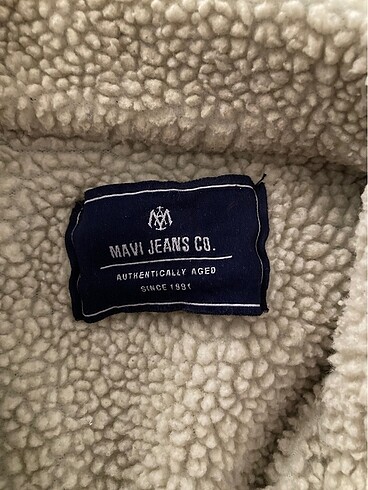 MAVI JEANS CO.
AUTHENTICALLY AGED
SINCE 1991